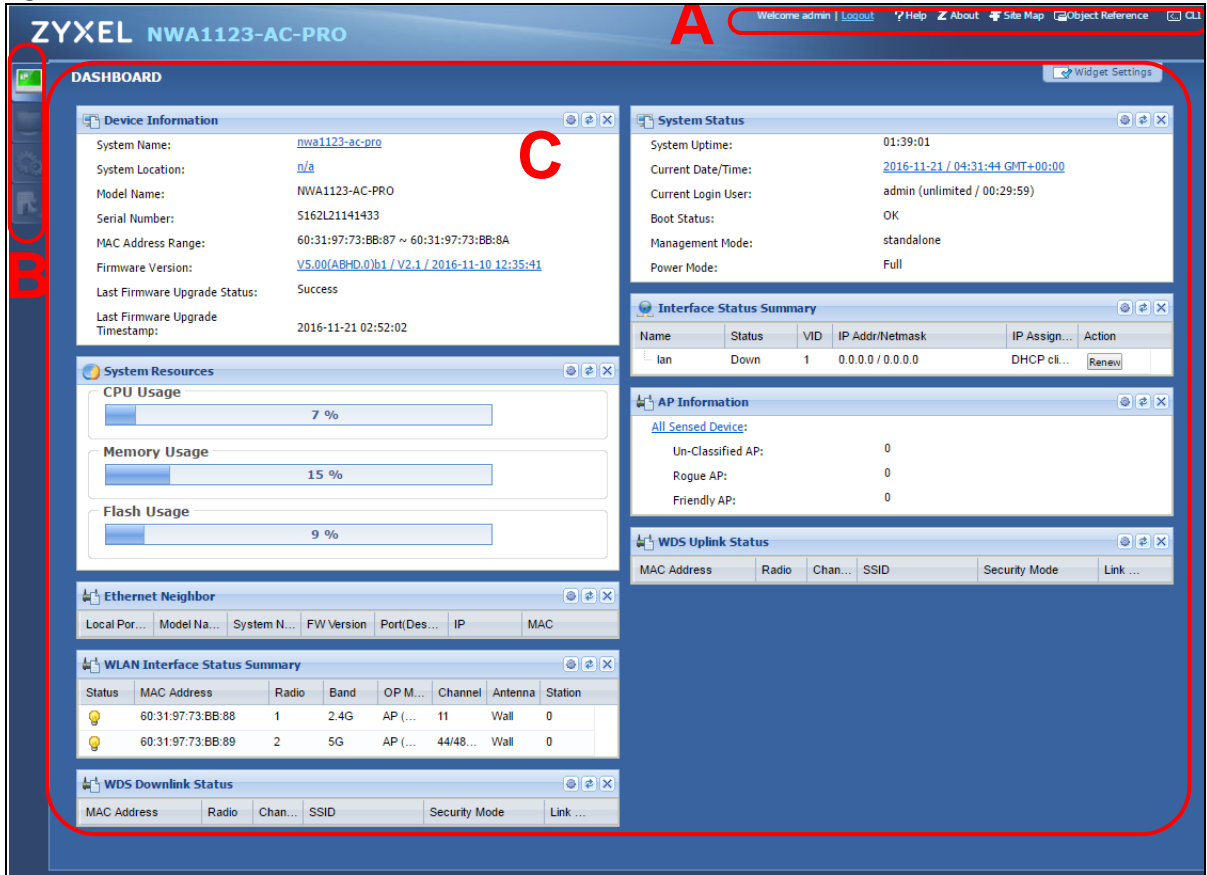 ZYXEL NWA1123-AC-PRO
A
Welcome admin | Logout ?Help Z About Site Map Object Reference CLI
B
C
DASHBOARD
Widget Settings
Device Information
System Name: nwa1123-ac-pro
System Location: n/a
Model Name: NWA1123-AC-PRO
Serial Number: S162L21141433
MAC Address Range: 60:31:97:73:BB:87 ~ 60:31:97:73:BB:8A
Firmware Version: V5.00(ABHD.0)b1 / V2.1 / 2016-11-10 12:35:41
Last Firmware Upgrade Status: Success
Last Firmware Upgrade
Timestamp: 2016-11-21 02:52:02
System Resources
CPU Usage
7 %
Memory Usage
15 %
Flash Usage
9 %
Ethernet Neighbor
Local Por... Model Na... System N... FW Version Port(Des... IP MAC
WLAN Interface Status Summary
Status MAC Address Radio Band OP M... Channel Antenna Station
60:31:97:73:BB:88 1 2.4G AP (... 11 Wall 0
60:31:97:73:BB:89 2 5G AP (... 44/48... Wall 0
WDS Downlink Status
MAC Address Radio Chan... SSID Security Mode Link ...
System Status
System Uptime: 01:39:01
Current Date/Time: 2016-11-21 / 04:31:44 GMT+00:00
Current Login User: admin (unlimited / 00:29:59)
Boot Status: OK
Management Mode: standalone
Power Mode: Full
Interface Status Summary
Name Status VID IP Addr/Netmask IP Assign... Action
lan Down 1 0.0.0.0 / 0.0.0.0 DHCP cli... Renew
AP Information
All Sensed Device:
Un-Classified AP: 0
Rogue AP: 0
Friendly AP: 0
WDS Uplink Status
MAC Address Radio Chan... SSID Security Mode Link ...